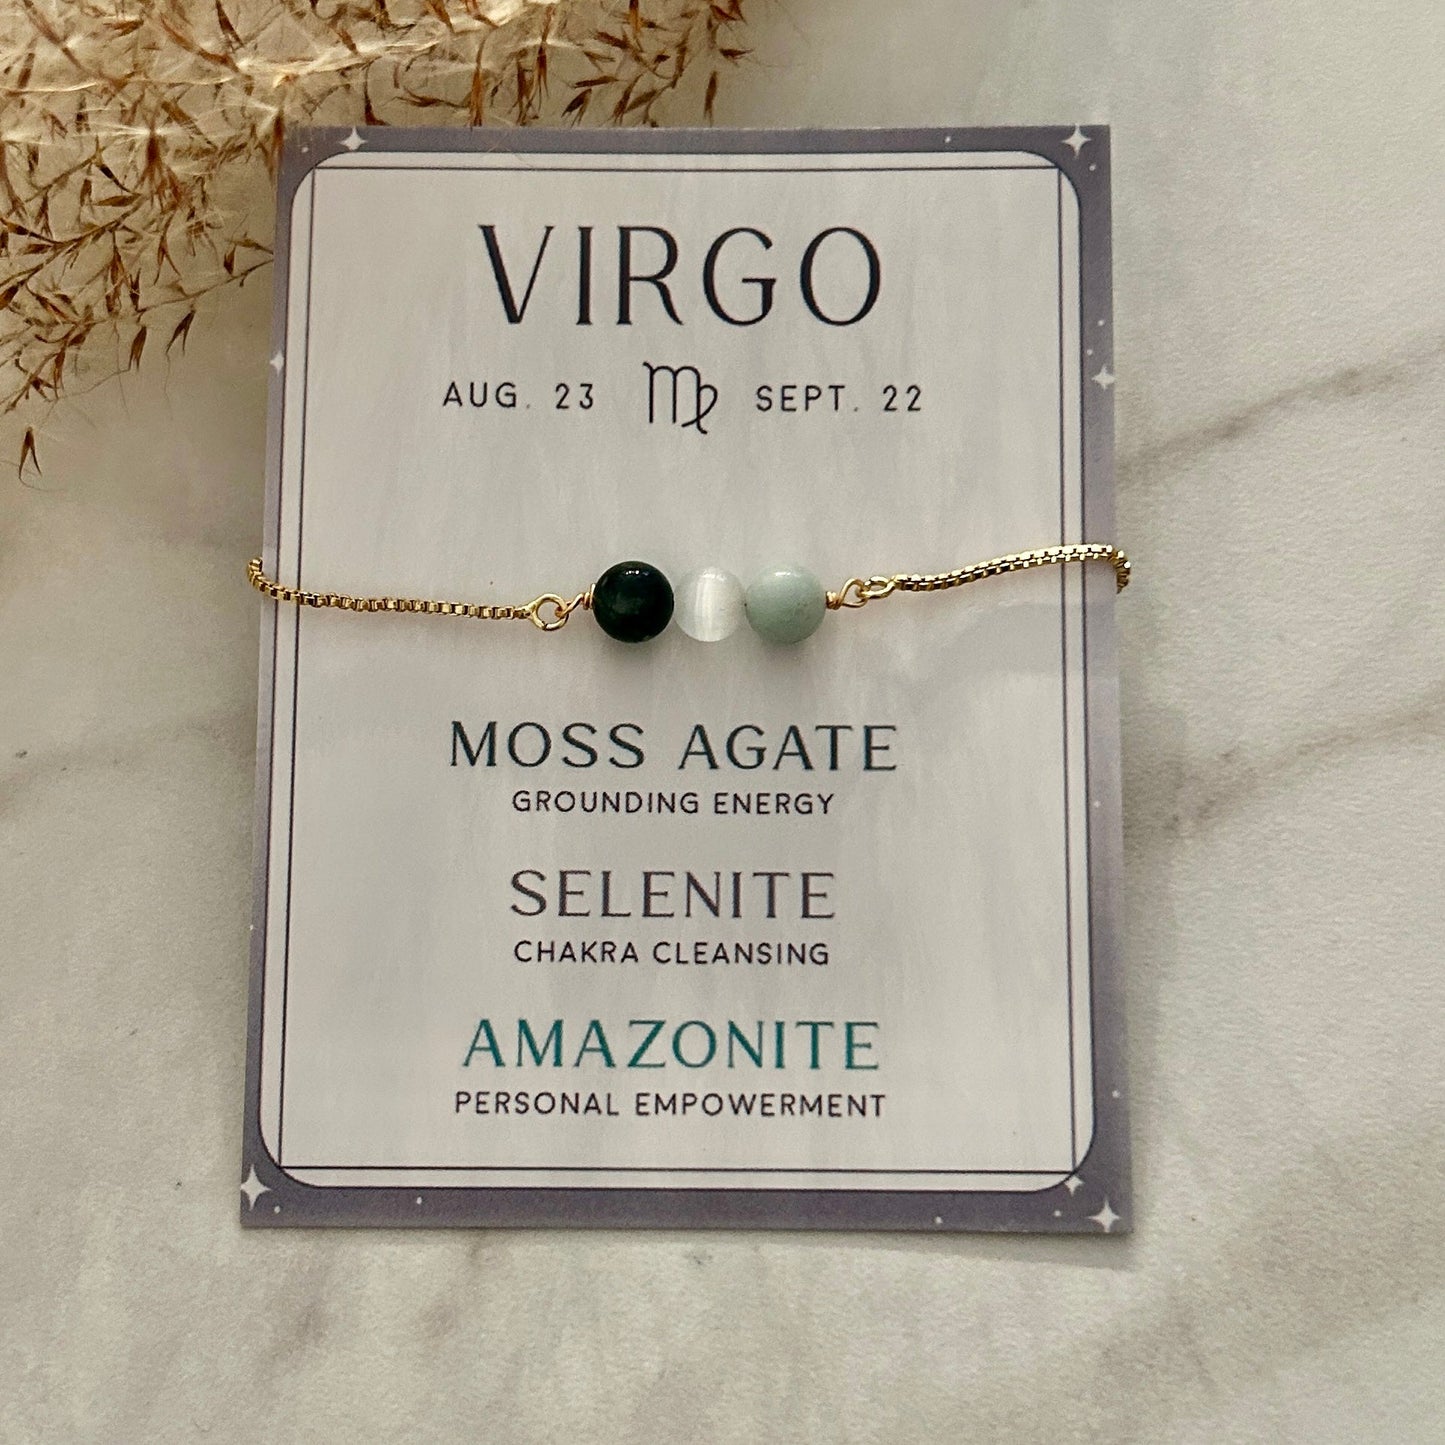 VIRGO
AUG. 23 ♍ SEPT. 22
MOSS AGATE
GROUNDING ENERGY
SELENITE
CHAKRA CLEANSING
AMAZONITE
PERSONAL EMPOWERMENT